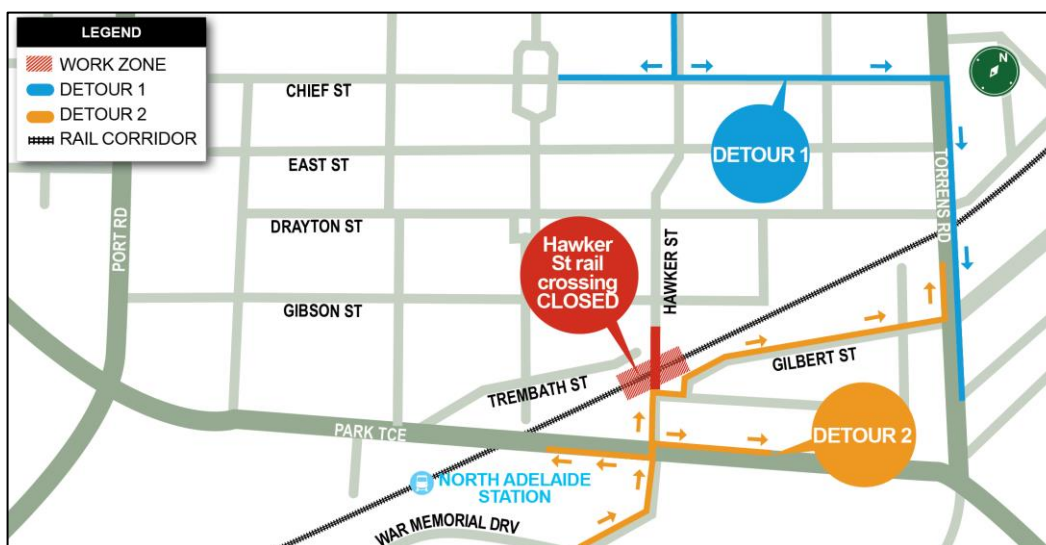 LEGEND
WORK ZONE
DETOUR 1
DETOUR 2
RAIL CORRIDOR
N
CHIEF ST
DETOUR 1
EAST ST
TORRENS RD
PORT RD
DRAYTON ST
Hawker
St rail
crossing
CLOSED
HAWKER ST
GIBSON ST
GILBERT ST
TREMBATH ST
PARK TCE
DETOUR 2
NORTH ADELAIDE
STATION
WAR MEMORIAL DRV